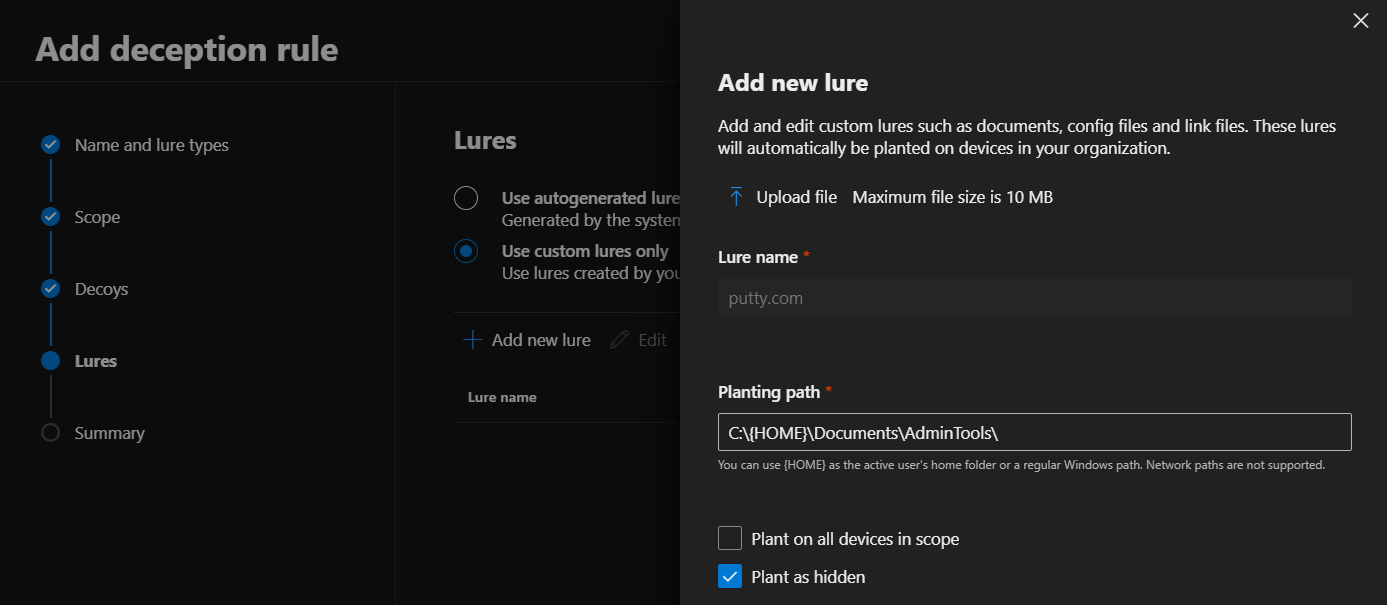 Add deception rule
Name and lure types
Scope
Decoys
Lures
Summary
Lures
Use autogenerated lure
Generated by the system
Use custom lures only
Use lures created by you
Add new lure
Edit
Lure name
Add new lure
Add and edit custom lures such as documents, config files and link files. These lures
will automatically be planted on devices in your organization.
Upload file Maximum file size is 10 MB
Lure name *
putty.com
Planting path *
C:\{HOME}\Documents\AdminTools\
You can use {HOME} as the active user's home folder or a regular Windows path. Network paths are not supported.
Plant on all devices in scope
Plant as hidden